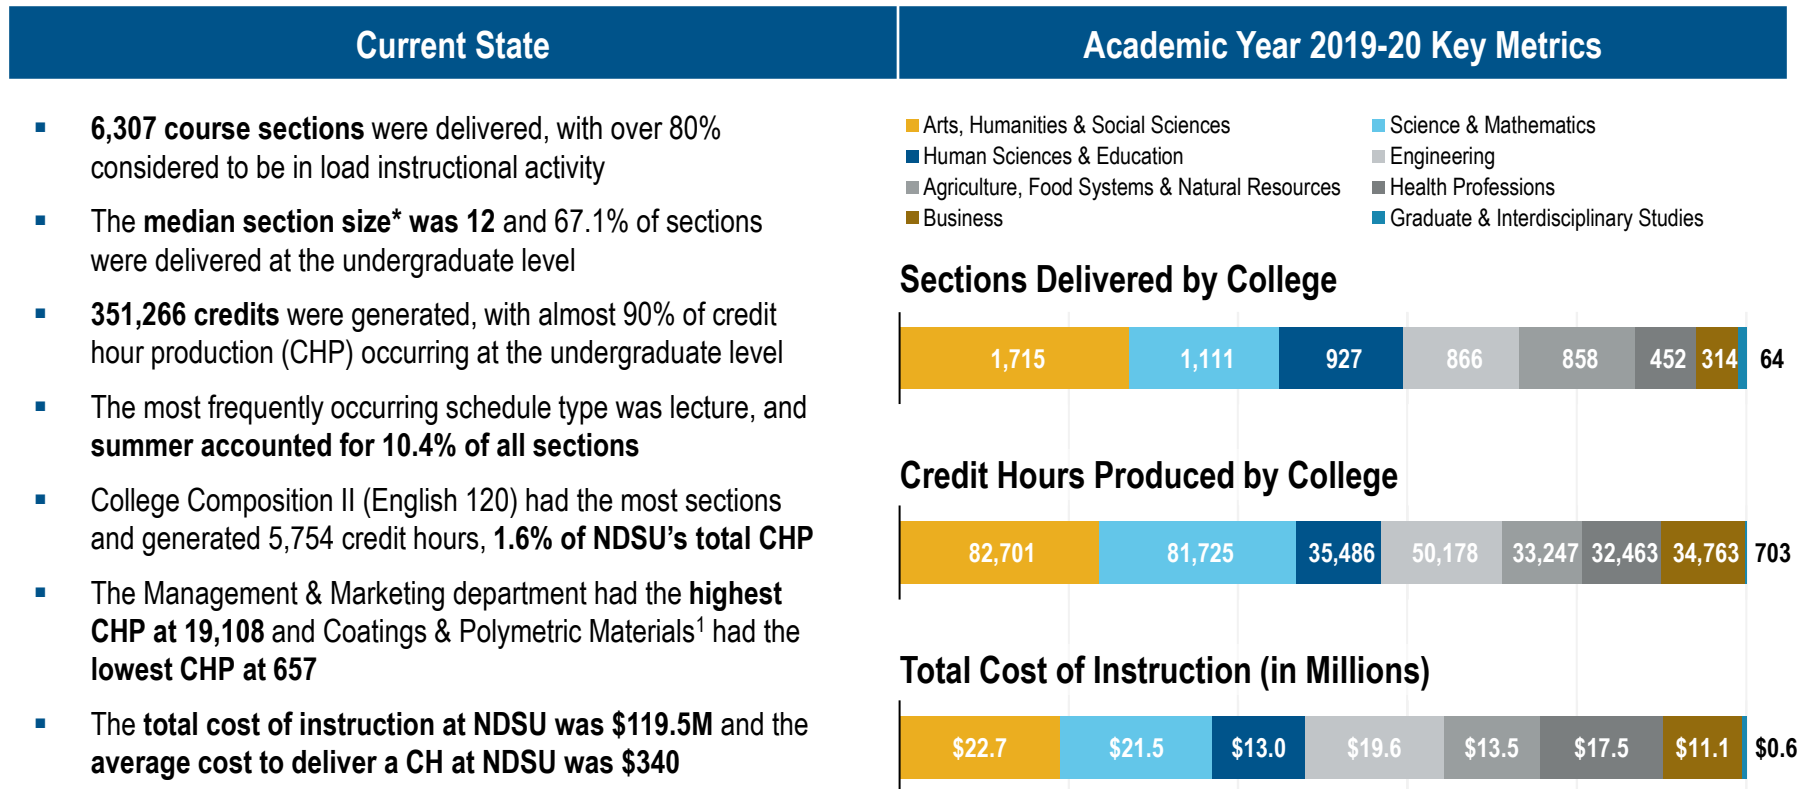 Current State
▪ 6,307 course sections were delivered, with over 80%
considered to be in load instructional activity
▪ The median section size* was 12 and 67.1% of sections
were delivered at the undergraduate level
▪ 351,266 credits were generated, with almost 90% of credit
hour production (CHP) occurring at the undergraduate level
▪ The most frequently occurring schedule type was lecture, and
summer accounted for 10.4% of all sections
▪ College Composition II (English 120) had the most sections
and generated 5,754 credit hours, 1.6% of NDSU's total CHP
▪ The Management & Marketing department had the highest
CHP at 19,108 and Coatings & Polymetric Materials¹ had the
lowest CHP at 657
▪ The total cost of instruction at NDSU was $119.5M and the
average cost to deliver a CH at NDSU was $340
Academic Year 2019-20 Key Metrics
Arts, Humanities & Social Sciences
Science & Mathematics
Human Sciences & Education
Engineering
Agriculture, Food Systems & Natural Resources
Health Professions
Business
Graduate & Interdisciplinary Studies
Sections Delivered by College
1,715 1,111 927 866 858 452 314 64
Credit Hours Produced by College
82,701 81,725 35,486 50,178 33,247 32,463 34,763 703
Total Cost of Instruction (in Millions)
$22.7 $21.5 $13.0 $19.6 $13.5 $17.5 $11.1 $0.6